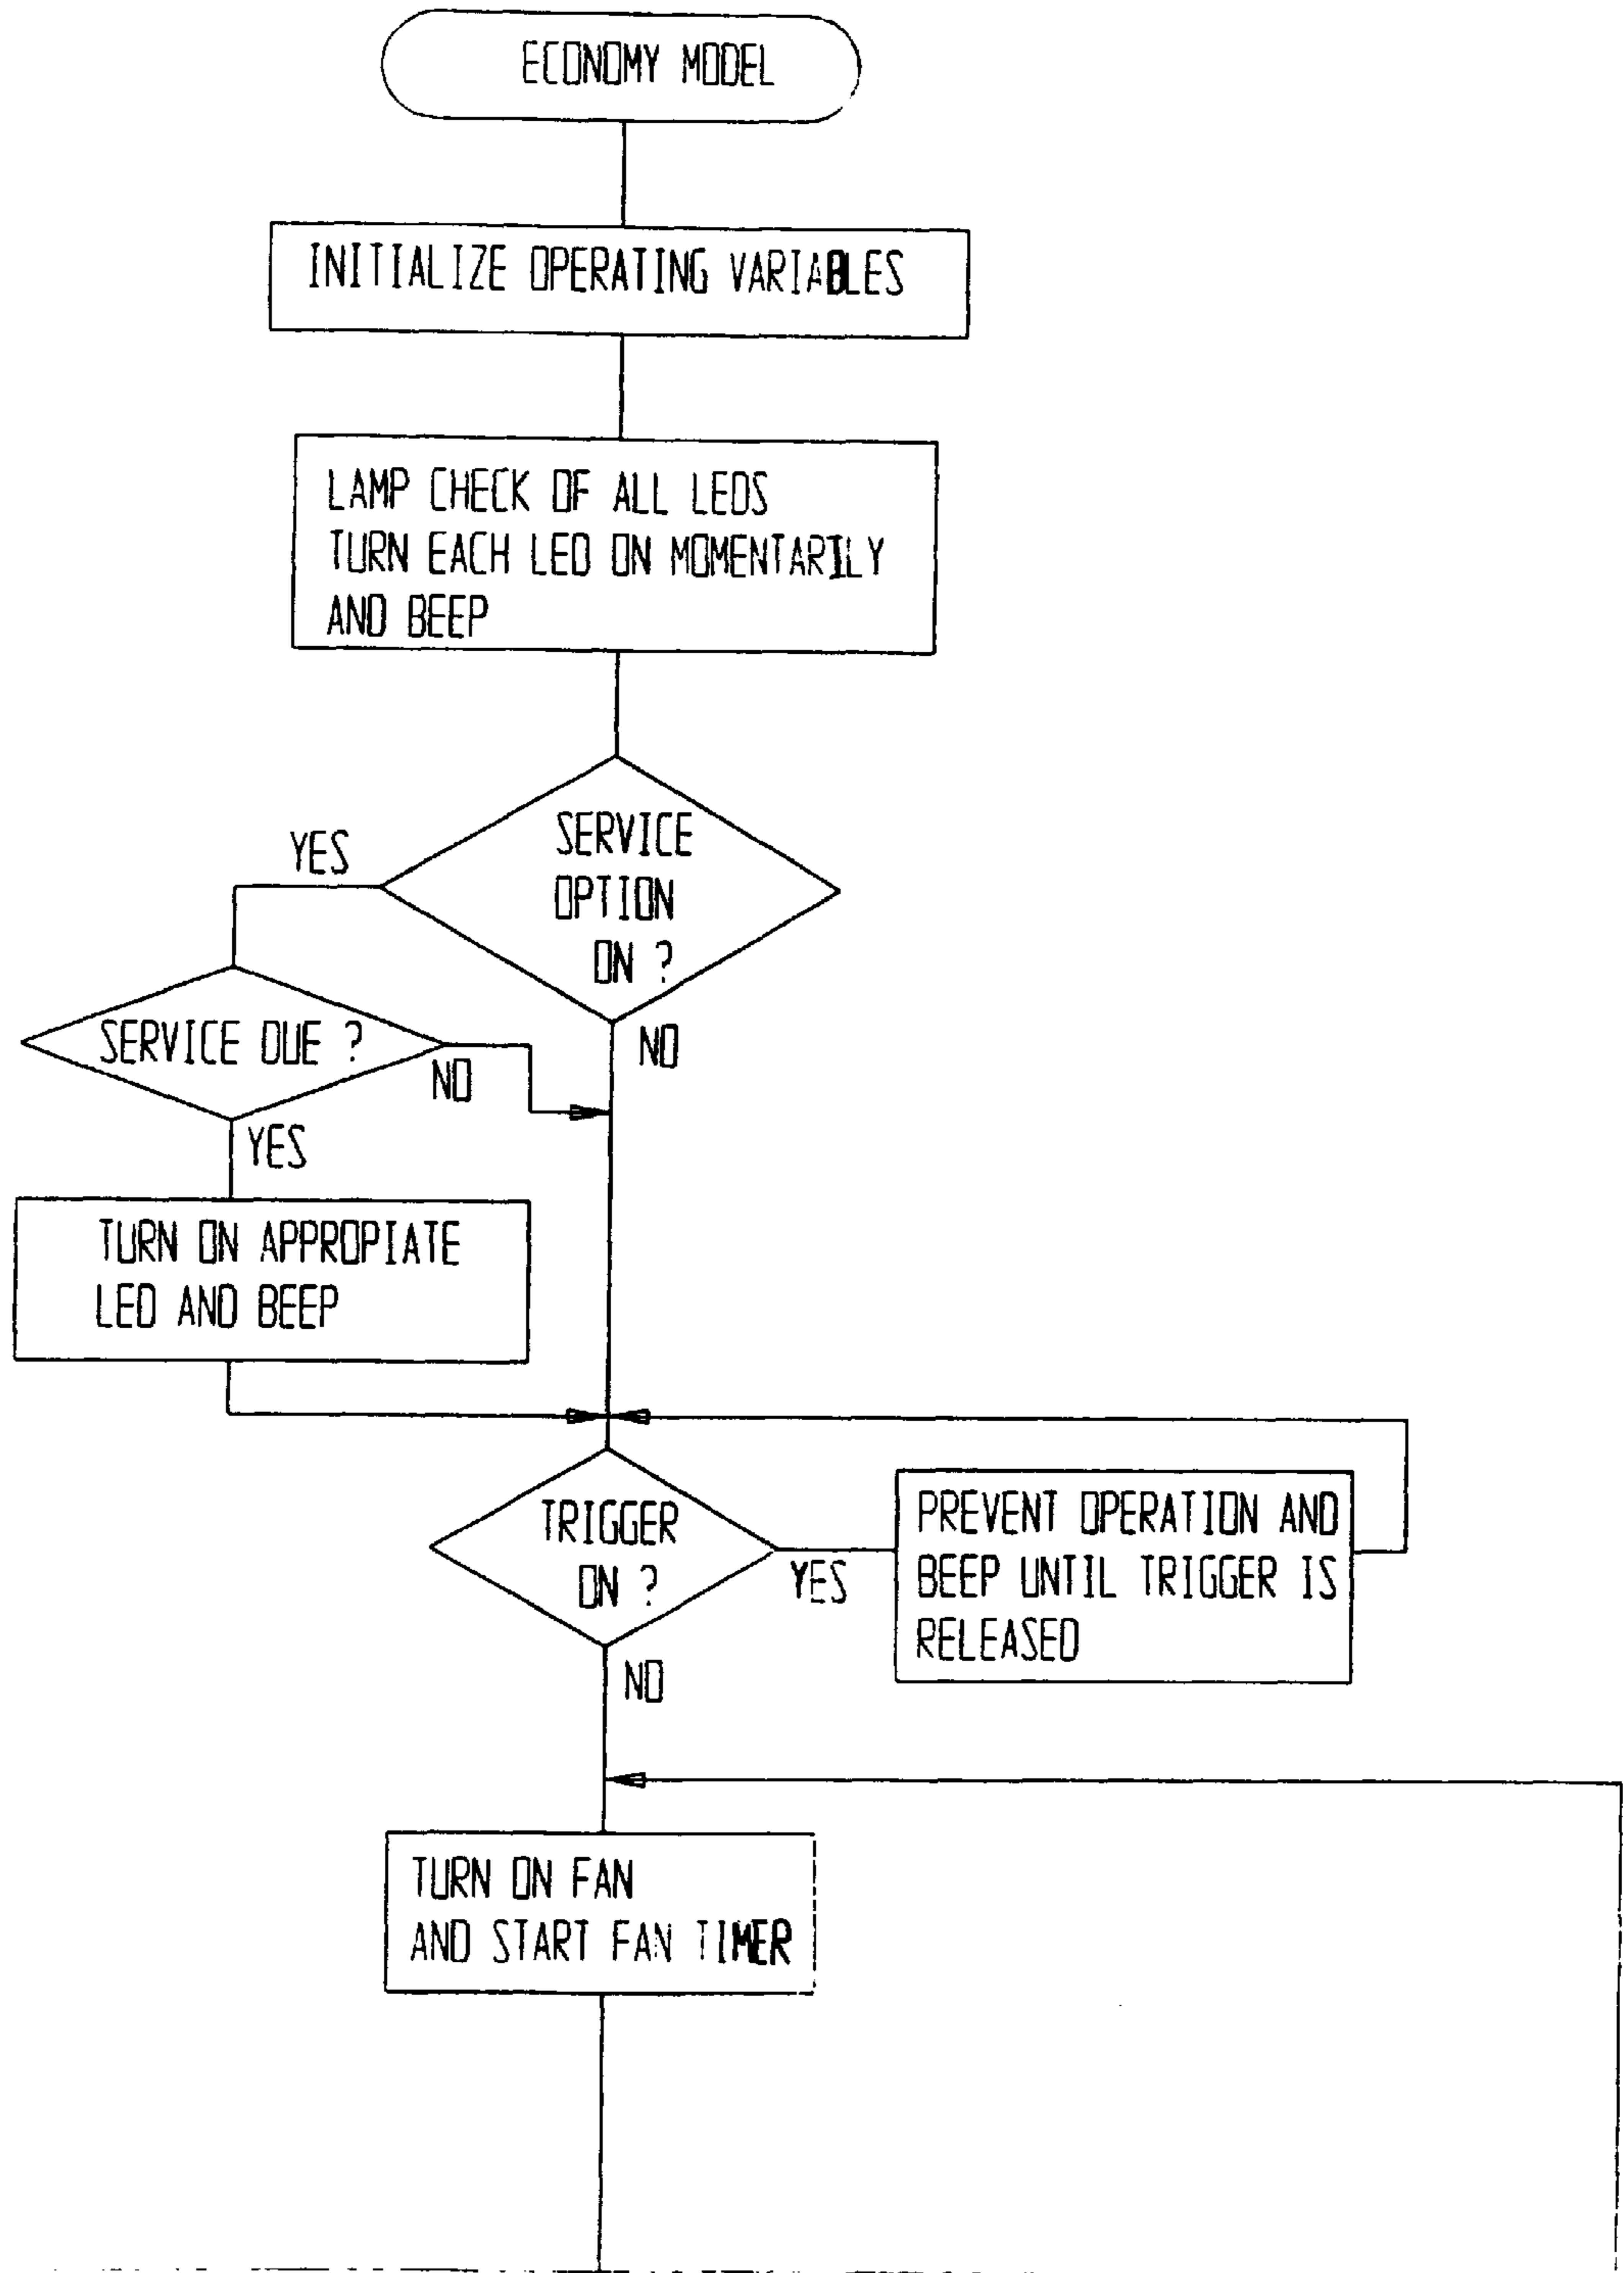 ECONOMY MODEL
INITIALIZE OPERATING VARIABLES
LAMP CHECK OF ALL LEDS
TURN EACH LED ON MOMENTARILY
AND BEEP
SERVICE
OPTION
ON ?
YES
NO
SERVICE DUE ?
NO
YES
TURN ON APPROPIATE
LED AND BEEP
TRIGGER
ON ?
YES
PREVENT OPERATION AND
BEEP UNTIL TRIGGER IS
RELEASED
NO
TURN ON FAN
AND START FAN TIMER